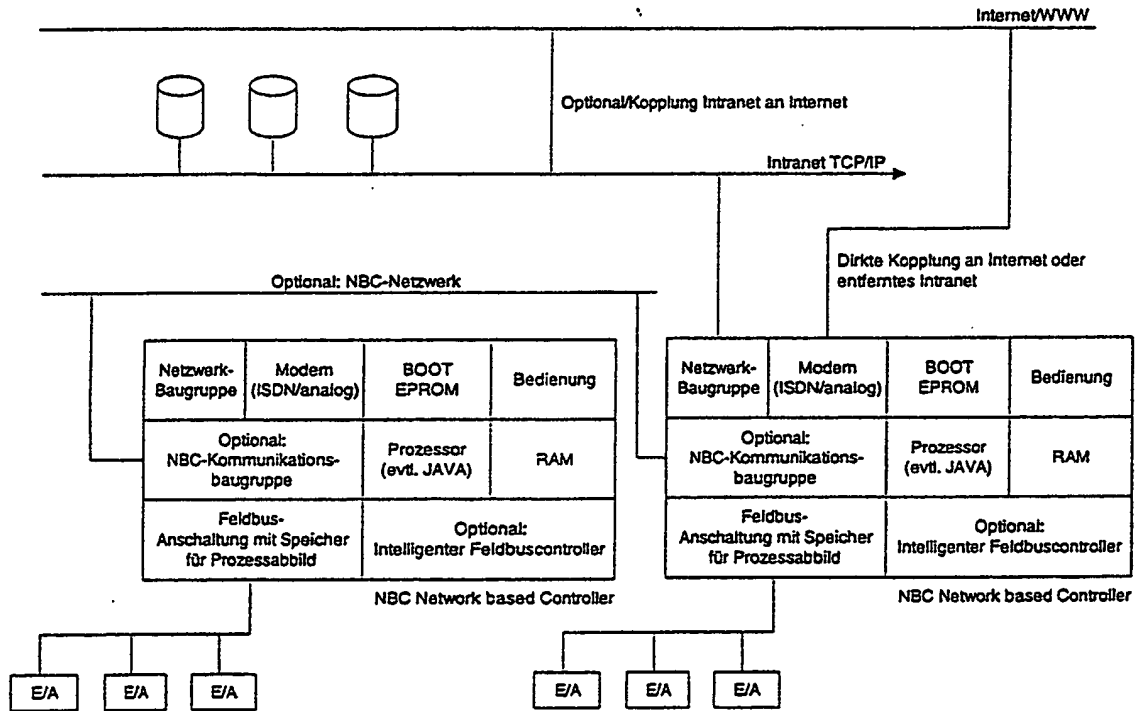 Internet/WWW
Optional/Kopplung Intranet an Internet
Intranet TCP/IP
Dirkte Kopplung an Internet oder
entferntes Intranet
Optional: NBC-Netzwerk
Netzwerk-
Baugruppe
Modem
(ISDN/analog)
BOOT
EPROM
Bedienung
Optional:
NBC-Kommunikations-
baugruppe
Prozessor
(evtl. JAVA)
RAM
Feldbus-
Anschaltung mit Speicher
für Prozessabbild
Optional:
Intelligenter Feldbuscontroller
NBC Network based Controller
E/A
E/A
E/A
Netzwerk-
Baugruppe
Modem
(ISDN/analog)
BOOT
EPROM
Bedienung
Optional:
NBC-Kommunikations-
baugruppe
Prozessor
(evtl. JAVA)
RAM
Feldbus-
Anschaltung mit Speicher
für Prozessabbild
Optional:
Intelligenter Feldbuscontroller
NBC Network based Controller
E/A
E/A
E/A